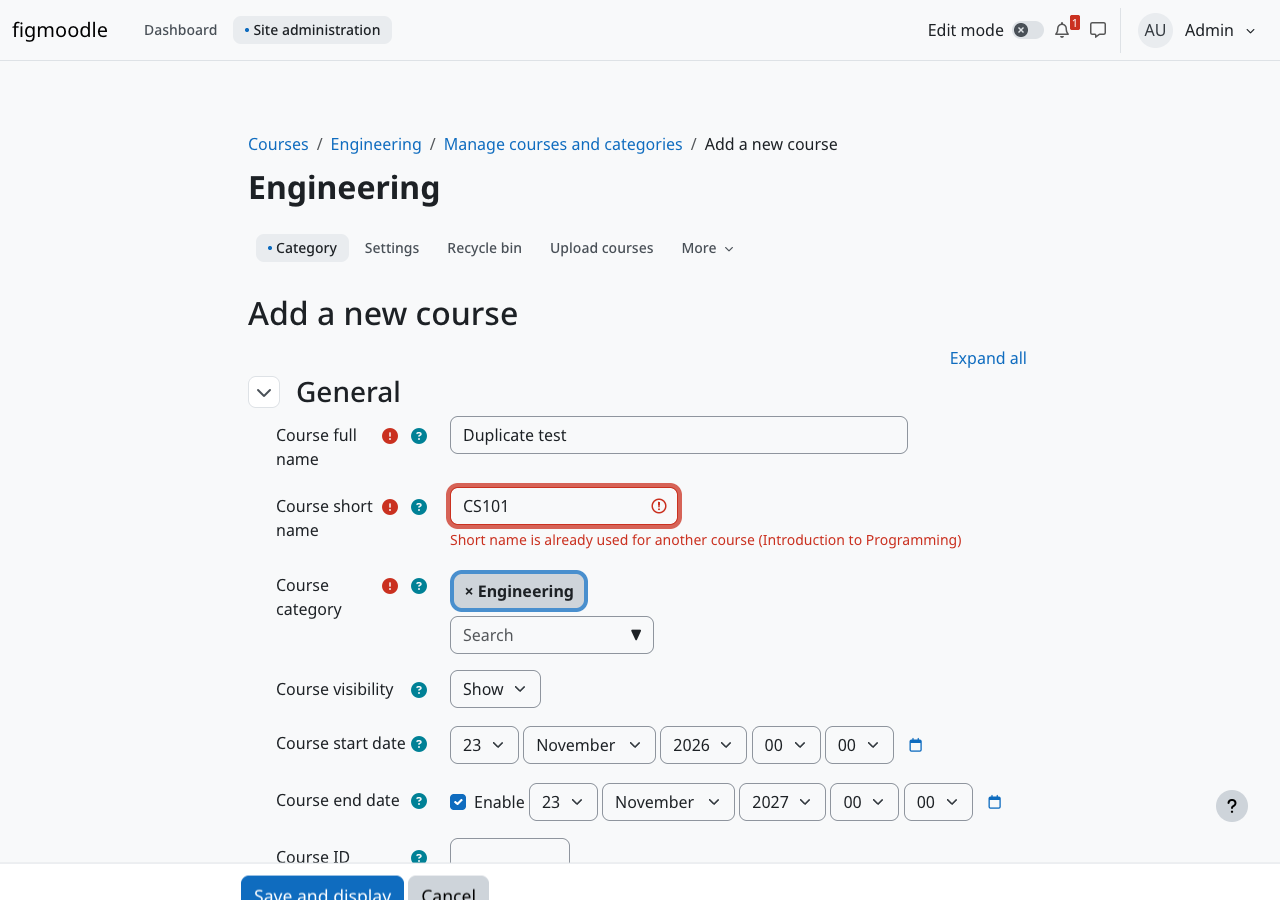 figmoodle
Dashboard
Site administration
Edit mode
1
AU
Admin
Courses / Engineering / Manage courses and categories / Add a new course
Engineering
Category
Settings
Recycle bin
Upload courses
More
Add a new course
Expand all
General
Course full name
Duplicate test
Course short name
CS101
Short name is already used for another course (Introduction to Programming)
Course category
× Engineering
Search ▼
Course visibility
Show
Course start date
23 November 2026 00 00
Course end date
Enable 23 November 2027 00 00
Course ID
?
Save and display
Cancel